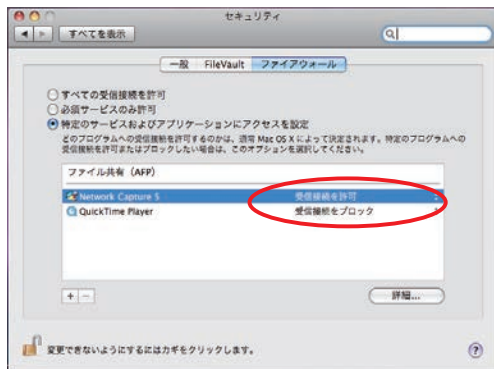 セキュリティ
すべてを表示
一般 FileVault ファイアウォール
すべての受信接続を許可
必須サービスのみ許可
特定のサービスおよびアプリケーションにアクセスを設定
どのプログラムへの受信接続を許可するのかは、通常 Mac OS X によって決定されます。特定のプログラムへの
受信接続を許可またはブロックしたい場合は、このオプションを選択してください。
ファイル共有（AFP）
Network Capture 5 受信接続を許可
QuickTime Player 受信接続をブロック
+ −
詳細...
変更できないようにするにはカギをクリックします。
?